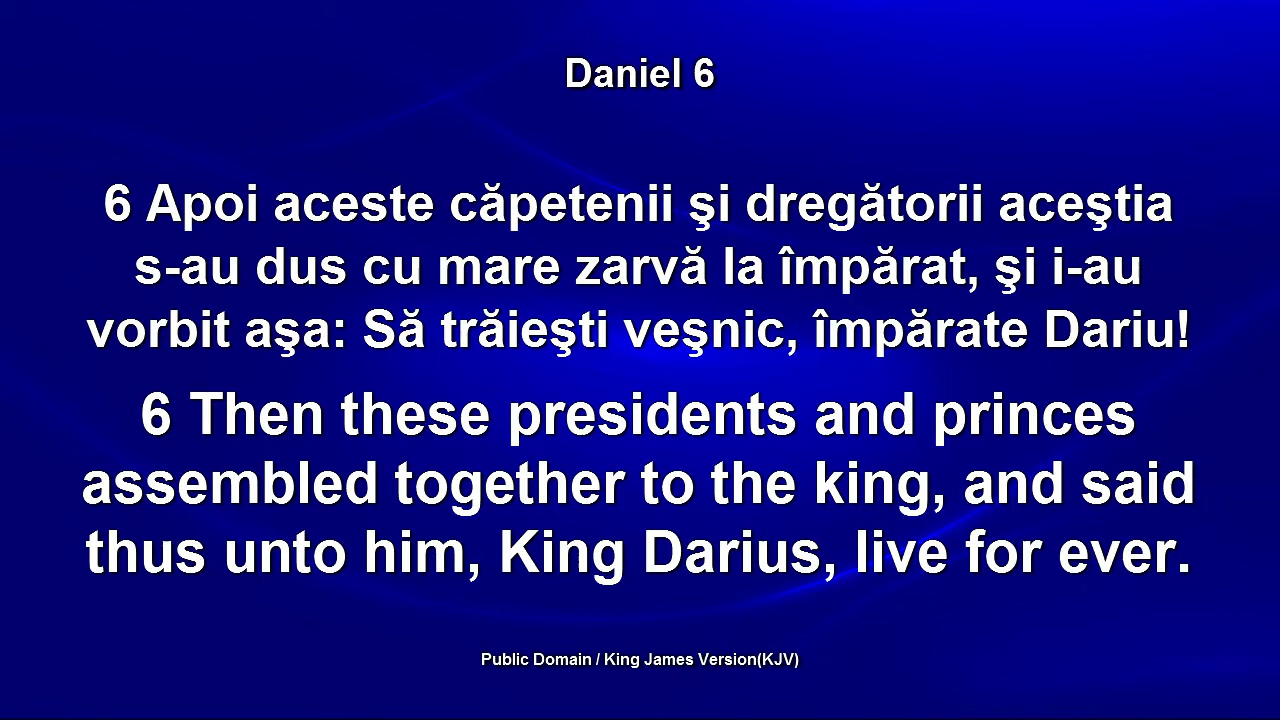 Daniel 6
6 Apoi aceste căpetenii şi dregătorii aceştia
s-au dus cu mare zarvă la împărat, şi i-au
vorbit aşa: Să trăieşti veşnic, împărate Dariu!
6 Then these presidents and princes
assembled together to the king, and said
thus unto him, King Darius, live for ever.
Public Domain / King James Version(KJV)